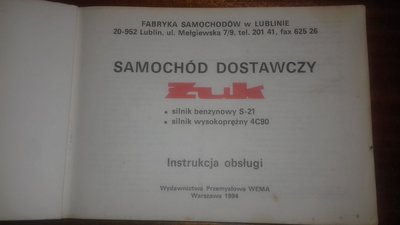 FABRYKA SAMOCHODÓW w LUBLINIE
20-952 Lublin, ul. Mełgiewska 7/9, tel. 201 41, fax 625 26
SAMOCHÓD DOSTAWCZY
Żuk
• silnik benzynowy S-21
• silnik wysokoprężny 4C90
Instrukcja obsługi
Wydawnictwa Przemysłowe WEMA
Warszawa 1994